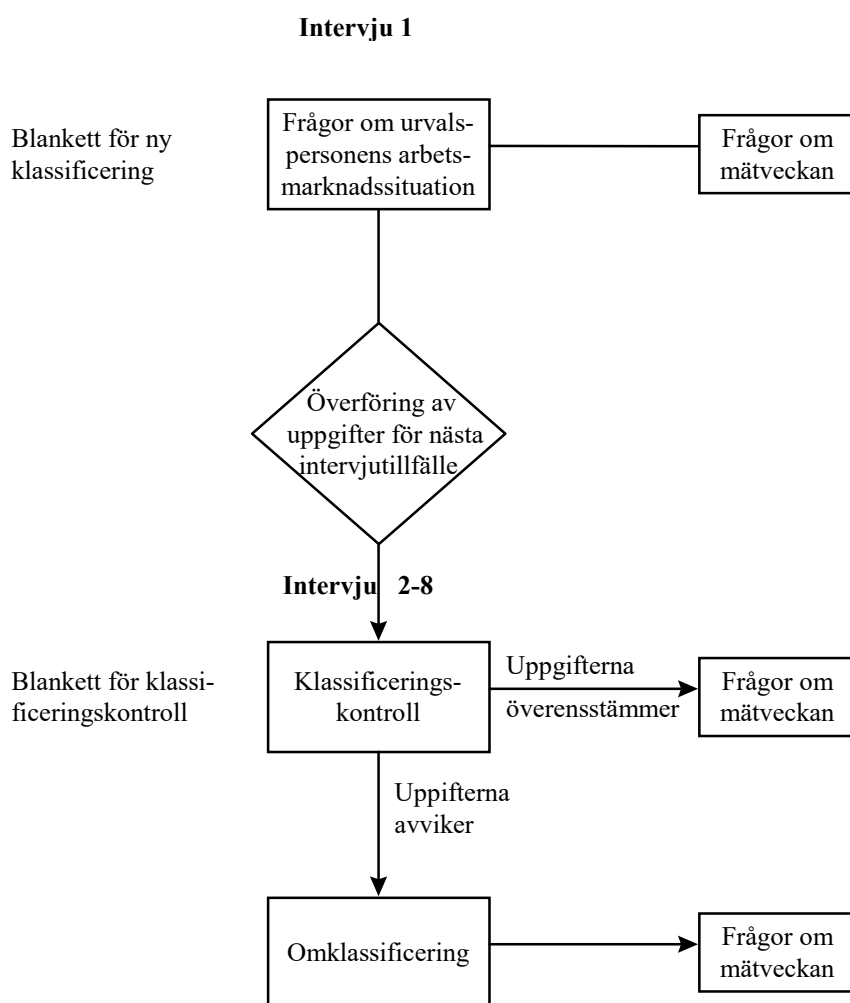 Intervju 1
Blankett för ny
klassificering
Frågor om urvals-
personens arbets-
marknadssituation
Frågor om
mätveckan
Överföring av
uppgifter för nästa
intervjutillfälle
Intervju 2-8
Blankett för klassi-
ficeringskontroll
Klassificerings-
kontroll
Uppgifterna
överensstämmer
Frågor om
mätveckan
Uppifterna
avviker
Omklassificering
Frågor om
mätveckan